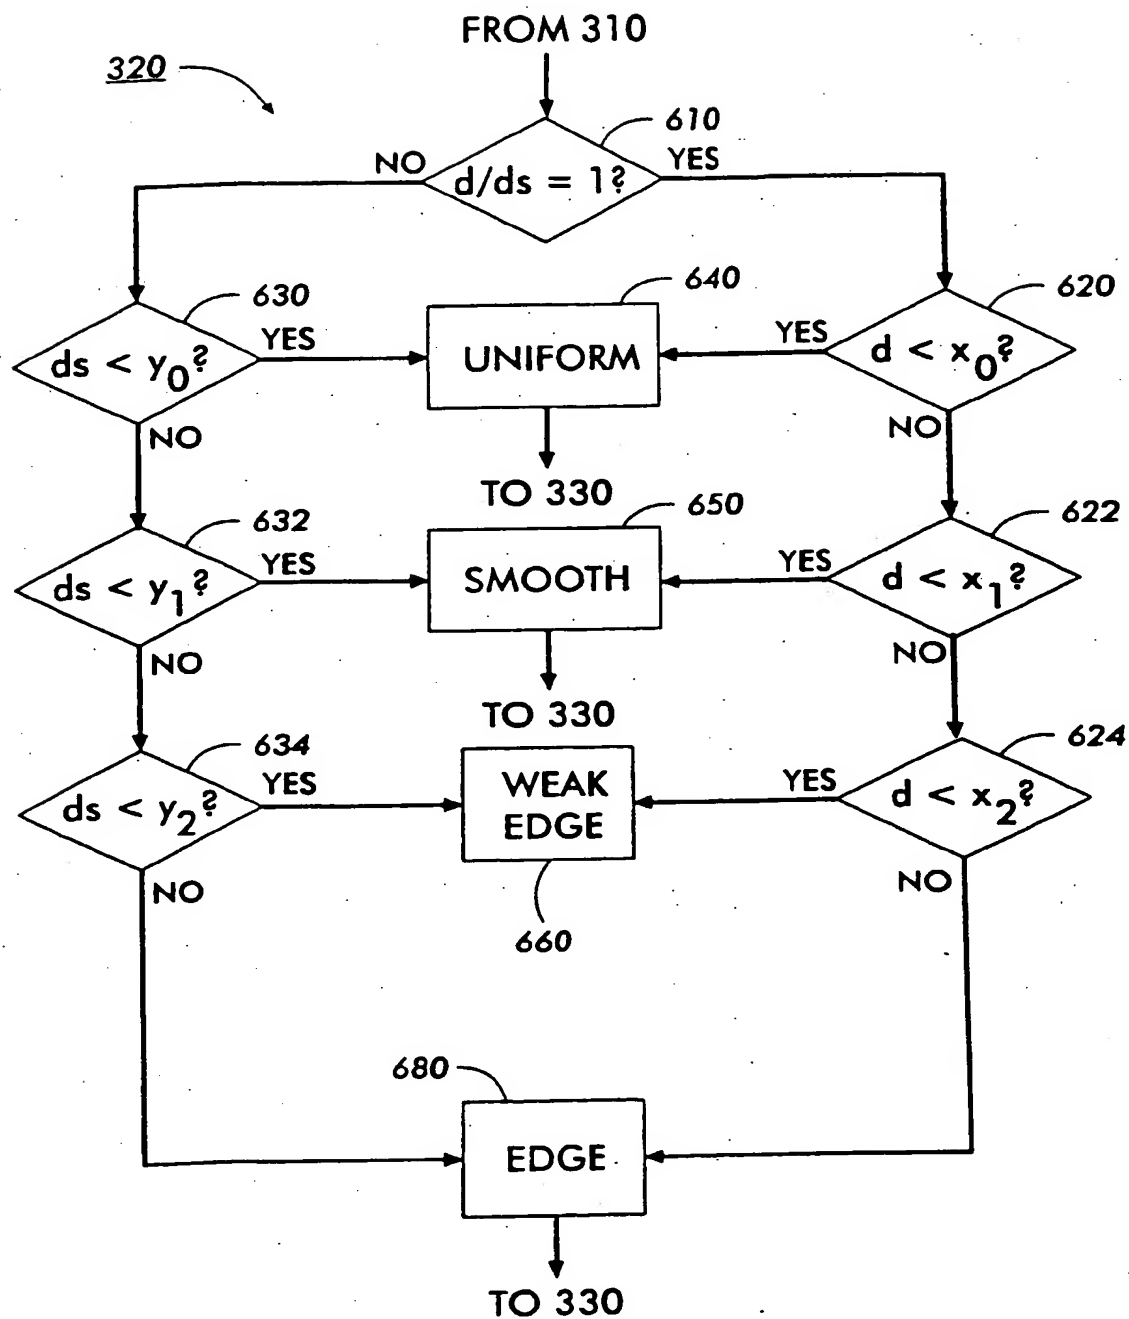 FROM 310
320
610
NO
YES
d/ds = 1?
630
640
620
ds < y0?
YES
UNIFORM
YES
d < x0?
NO
NO
TO 330
632
650
622
ds < y1?
YES
SMOOTH
YES
d < x1?
NO
NO
TO 330
634
624
ds < y2?
YES
WEAK
EDGE
YES
d < x2?
NO
NO
660
680
EDGE
TO 330